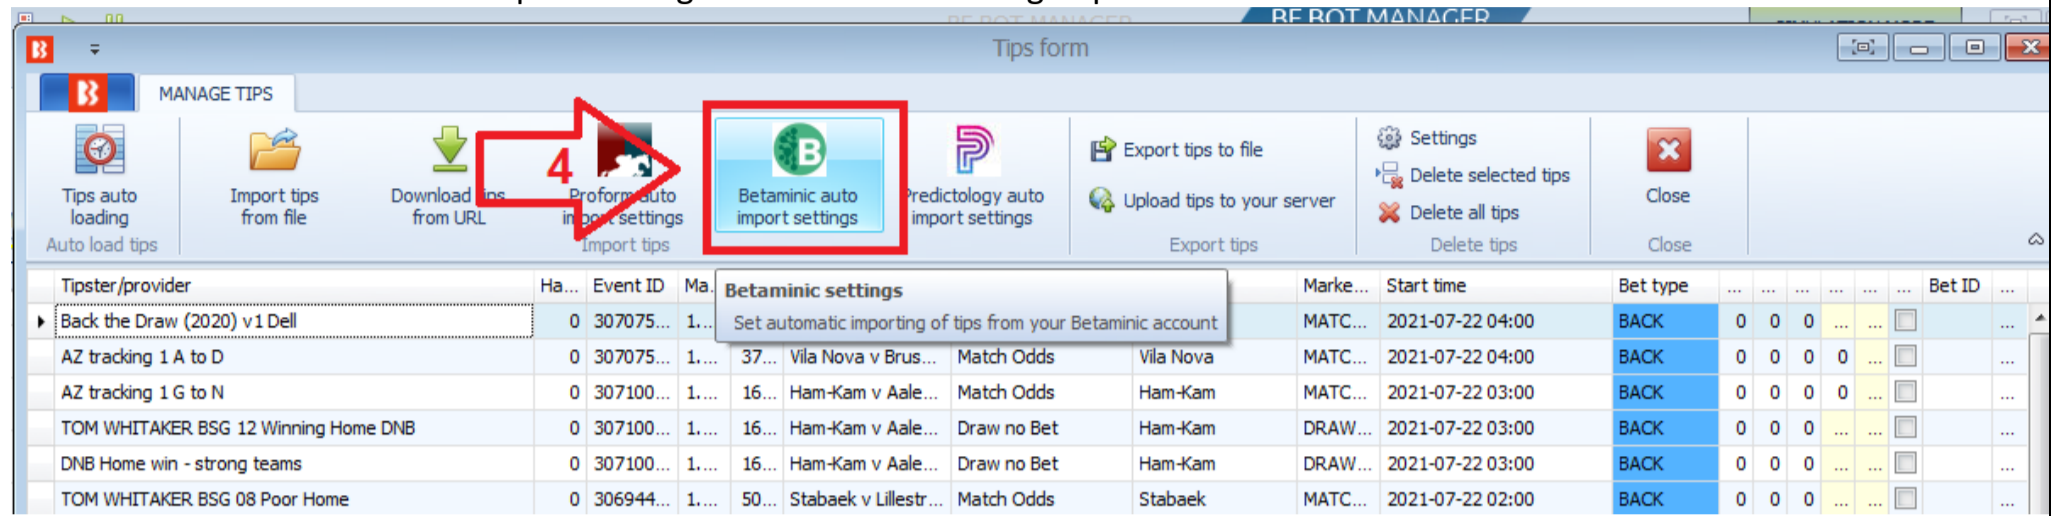 BF BOT MANAGER
Tips form
MANAGE TIPS
4
Tips auto
loading
Import tips
from file
Download tips
from URL
Proform auto
import settings
Betaminic auto
import settings
Predictology auto
import settings
Export tips to file
Upload tips to your server
Settings
Delete selected tips
Delete all tips
Close
Auto load tips
Import tips
Export tips
Delete tips
Close
Tipster/provider Ha... Event ID Ma. Marke... Start time Bet type ... ... ... ... ... ... Bet ID ...
Betaminic settings
Set automatic importing of tips from your Betaminic account
Back the Draw (2020) v1 Dell 0 307075... 1.... MATC... 2021-07-22 04:00 BACK 0 0 0 ... ... ...
AZ tracking 1 A to D 0 307075... 1.... 37... Vila Nova v Brus... Match Odds Vila Nova MATC... 2021-07-22 04:00 BACK 0 0 0 0 ... ...
AZ tracking 1 G to N 0 307100... 1.... 16... Ham-Kam v Aale... Match Odds Ham-Kam MATC... 2021-07-22 03:00 BACK 0 0 0 0 ... ...
TOM WHITAKER BSG 12 Winning Home DNB 0 307100... 1.... 16... Ham-Kam v Aale... Draw no Bet Ham-Kam DRAW... 2021-07-22 03:00 BACK 0 0 0 ... ... ...
DNB Home win - strong teams 0 307100... 1.... 16... Ham-Kam v Aale... Draw no Bet Ham-Kam DRAW... 2021-07-22 03:00 BACK 0 0 0 ... ... ...
TOM WHITAKER BSG 08 Poor Home 0 306944... 1.... 50... Stabaek v Lillestr... Match Odds Stabaek MATC... 2021-07-22 02:00 BACK 0 0 0 ... ... ...